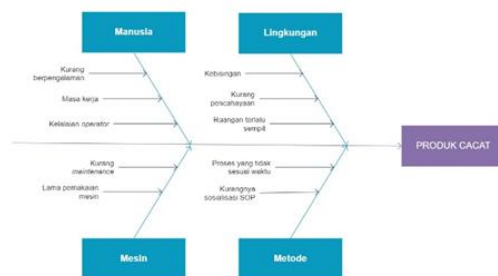 Manusia
Lingkungan
Kurang
berpengalaman
Masa kerja
Kelalaian operator
Kebisingan
Kurang
pencahayaan
Ruangan terlalu
sempit
PRODUK CACAT
Kurang
maintenance
Lama pemakaian
mesin
Proses yang tidak
sesuai waktu
Kurangnya
sosialisasi SOP
Mesin
Metode